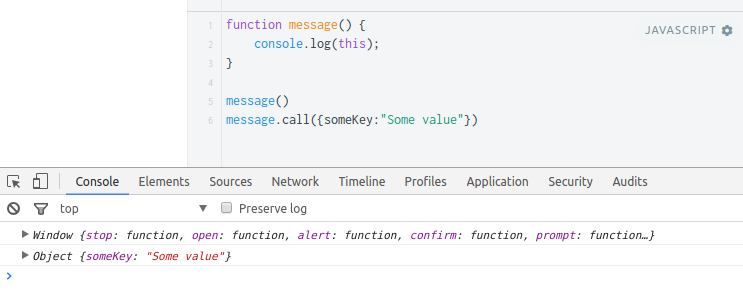 1 function message() {
JAVASCRIPT
2 console.log(this);
3 }
4
5 message()
6 message.call({someKey:"Some value"})
Console Elements Sources Network Timeline Profiles Application Security Audits
top ▼ Preserve log
▶ Window {stop: function, open: function, alert: function, confirm: function, prompt: function…}
▶ Object {someKey: "Some value"}
>